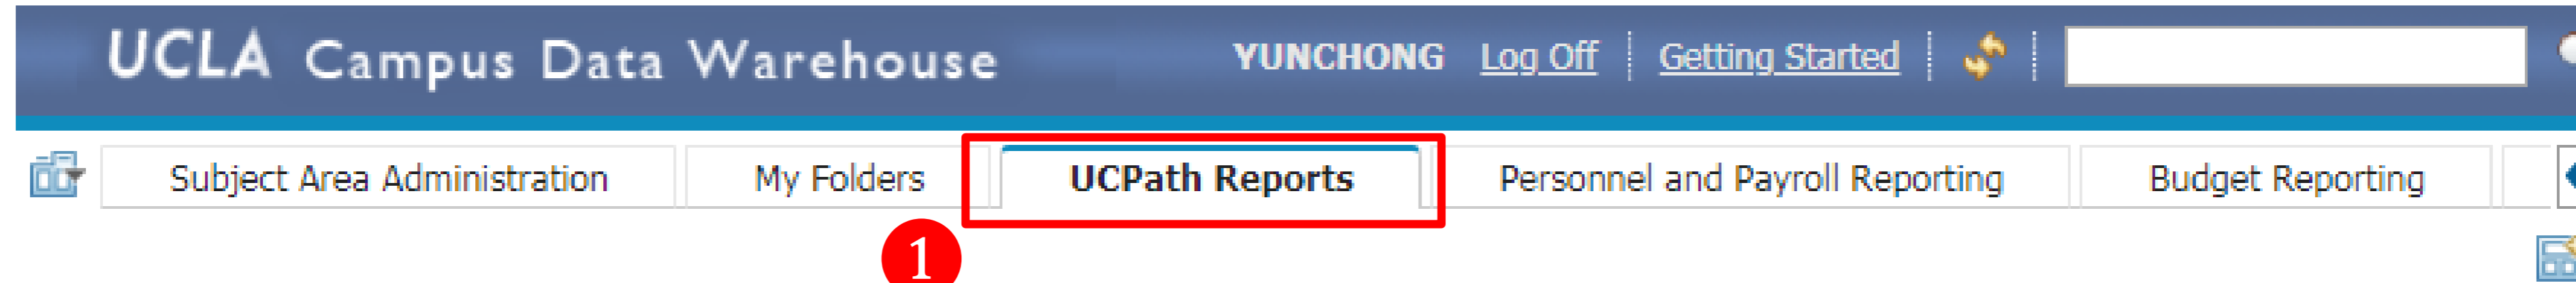 UCLA Campus Data Warehouse YUNCHONG Log Off Getting Started
Subject Area Administration My Folders UCPath Reports Personnel and Payroll Reporting Budget Reporting
1